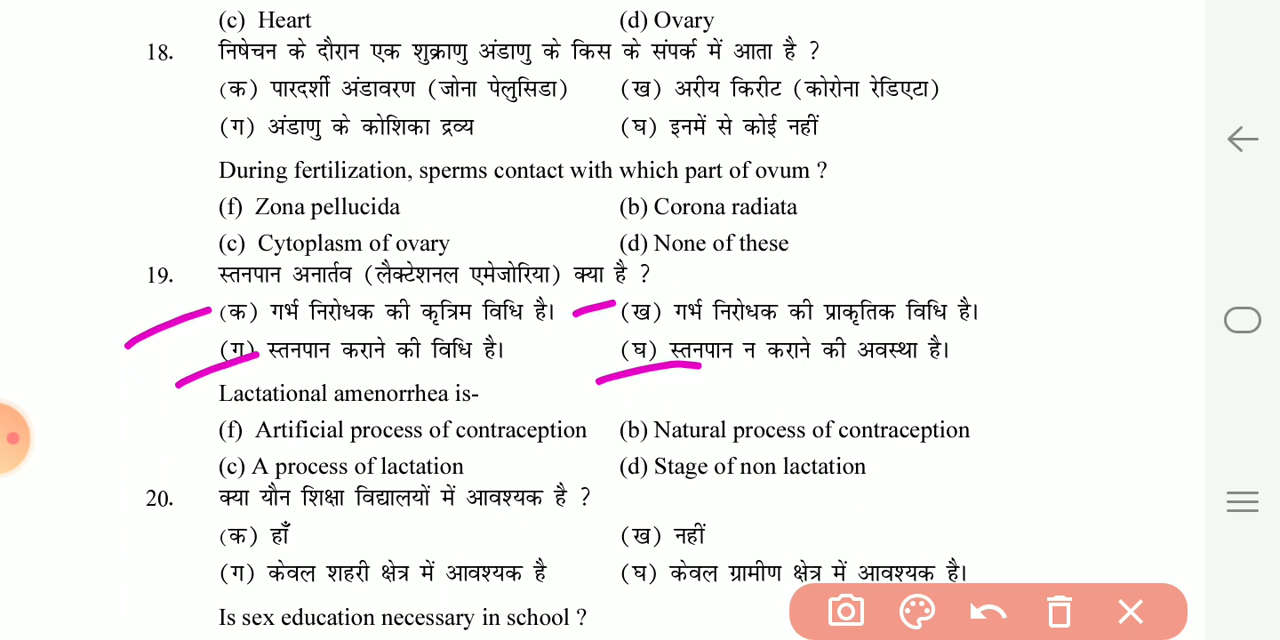 (c) Heart (d) Ovary
18. निषेचन के दौरान एक शुक्राणु अंडाणु के किस के संपर्क में आता है ?
(क) पारदर्शी अंडावरण (जोना पेलुसिडा) (ख) अरीय किरीट (कोरोना रेडिएटा)
(ग) अंडाणु के कोशिका द्रव्य (घ) इनमें से कोई नहीं
During fertilization, sperms contact with which part of ovum ?
(f) Zona pellucida (b) Corona radiata
(c) Cytoplasm of ovary (d) None of these
19. स्तनपान अनार्तव (लैक्टेशनल एमेजोरिया) क्या है ?
(क) गर्भ निरोधक की कृत्रिम विधि है। (ख) गर्भ निरोधक की प्राकृतिक विधि है।
(ग) स्तनपान कराने की विधि है। (घ) स्तनपान न कराने की अवस्था है।
Lactational amenorrhea is-
(f) Artificial process of contraception (b) Natural process of contraception
(c) A process of lactation (d) Stage of non lactation
20. क्या यौन शिक्षा विद्यालयों में आवश्यक है ?
(क) हाँ (ख) नहीं
(ग) केवल शहरी क्षेत्र में आवश्यक है (घ) केवल ग्रामीण क्षेत्र में आवश्यक है।
Is sex education necessary in school ?